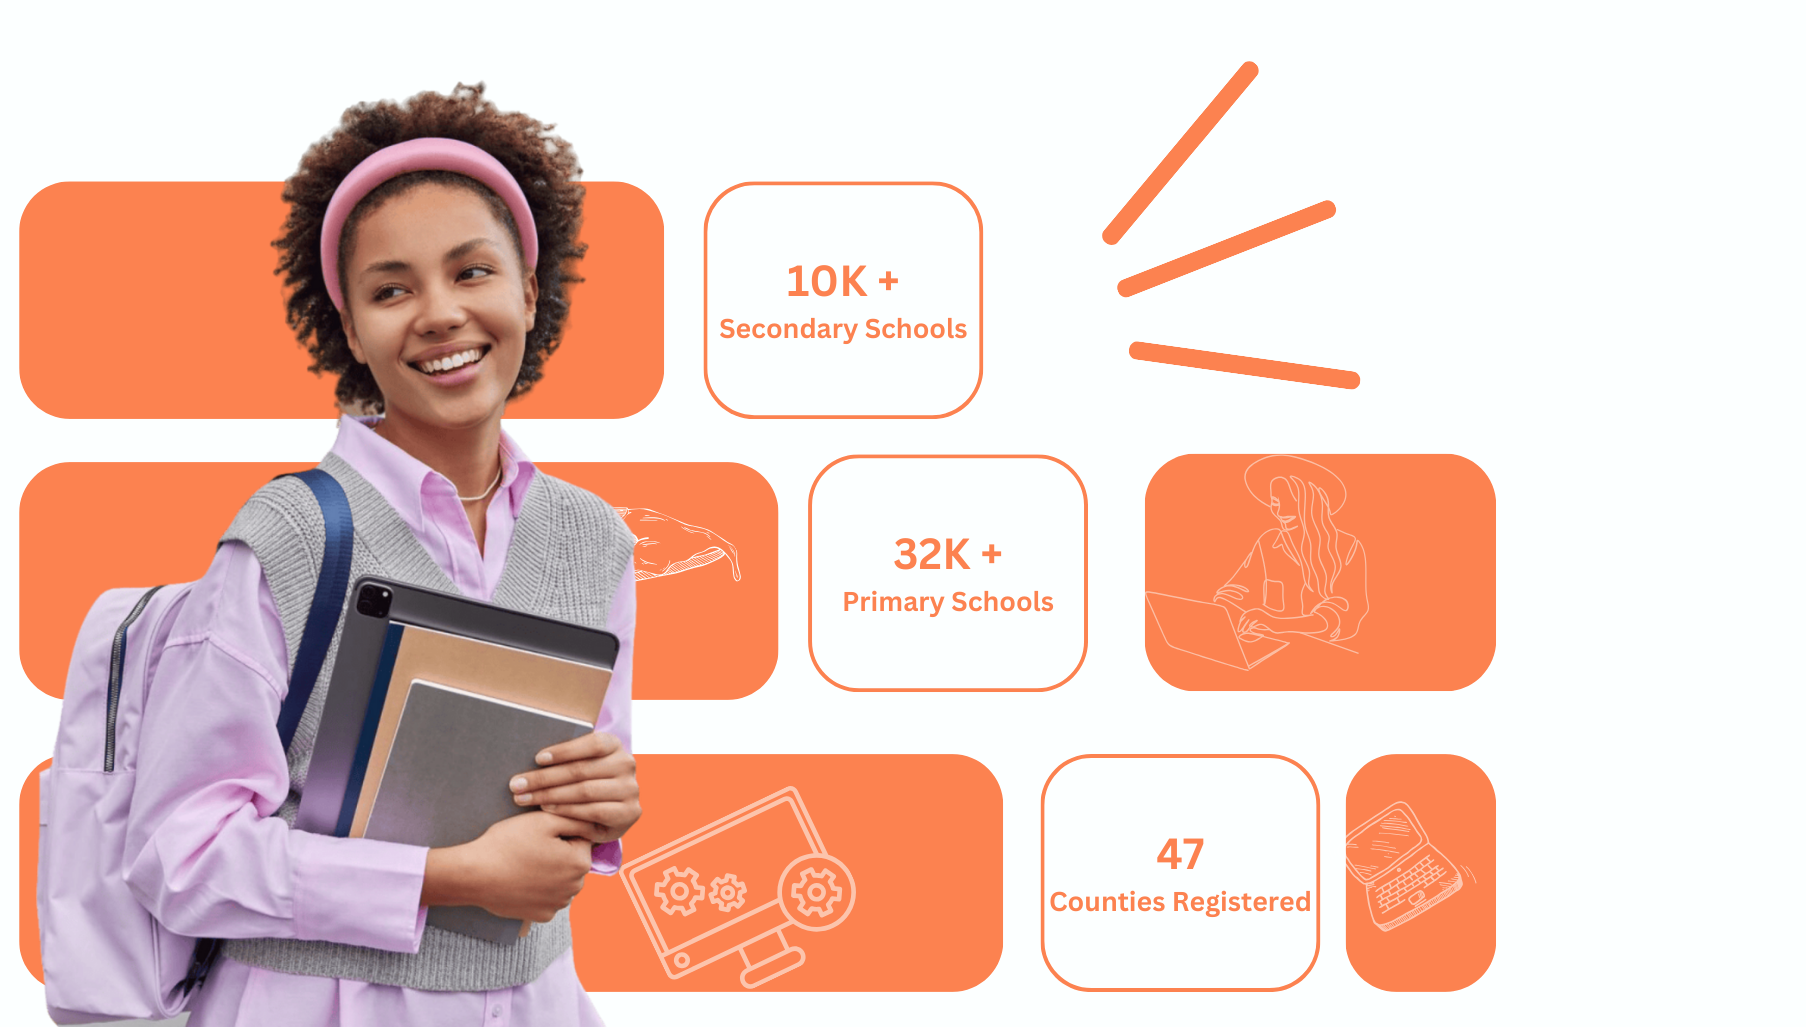 10K +
Secondary Schools
32K +
Primary Schools
47
Counties Registered